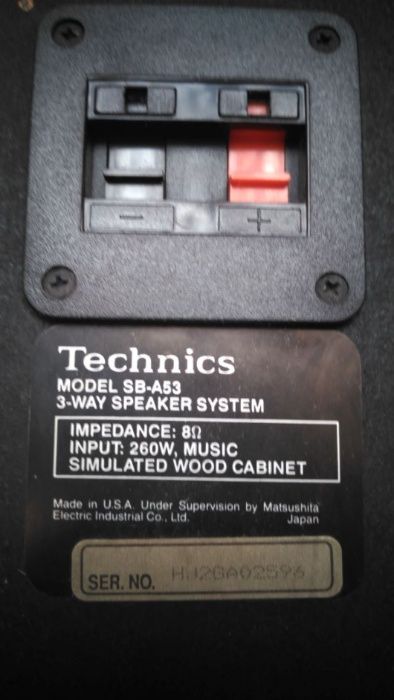 − +
Technics
MODEL SB-A53
3-WAY SPEAKER SYSTEM
IMPEDANCE: 8Ω
INPUT: 260W, MUSIC
SIMULATED WOOD CABINET
Made in U.S.A. Under Supervision by Matsushita
Electric Industrial Co., Ltd. Japan
SER. NO. HJ2GA02596